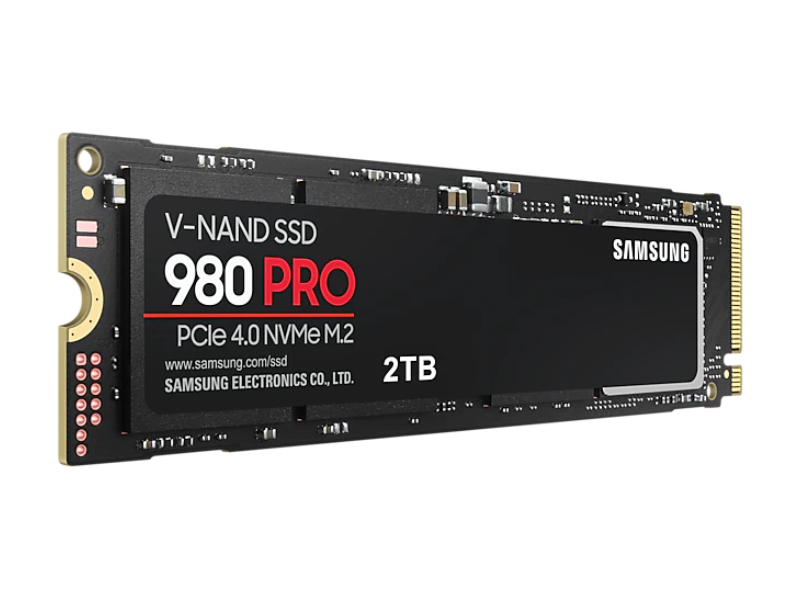 V-NAND SSD
980 PRO
PCIe 4.0 NVMe M.2
www.samsung.com/ssd
SAMSUNG ELECTRONICS CO., LTD.
2TB
SAMSUNG